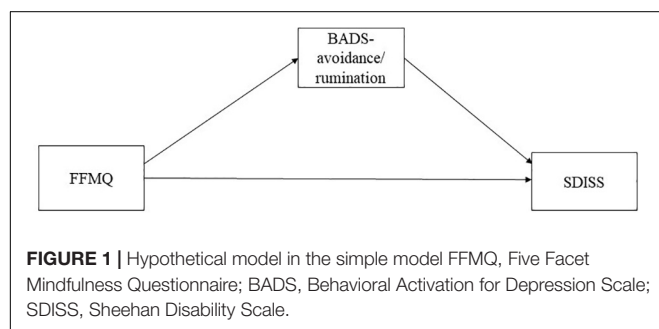 BADS-
avoidance/
rumination
FFMQ
SDISS
FIGURE 1 | Hypothetical model in the simple model FFMQ, Five Facet
Mindfulness Questionnaire; BADS, Behavioral Activation for Depression Scale;
SDISS, Sheehan Disability Scale.